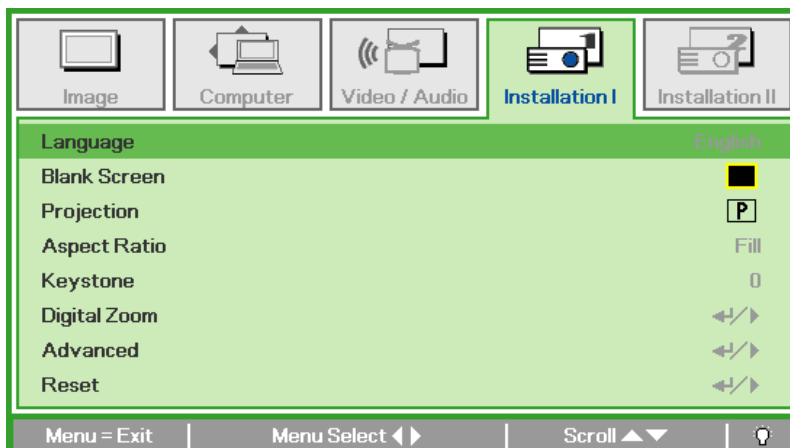 Image Computer Video / Audio Installation I Installation II
Language English
Blank Screen
Projection P
Aspect Ratio Fill
Keystone 0
Digital Zoom
Advanced
Reset
Menu = Exit Menu Select Scroll